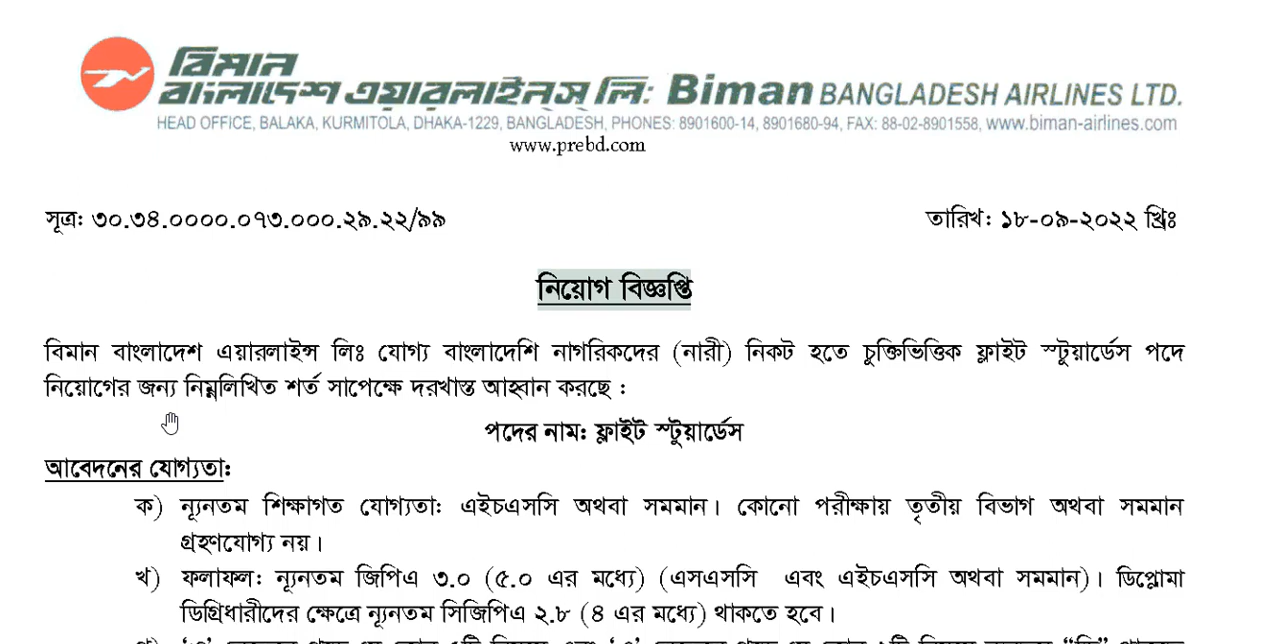 বিমান
বাংলাদেশ এয়ারলাইন্স্ লি: Biman BANGLADESH AIRLINES LTD.
HEAD OFFICE, BALAKA, KURMITOLA, DHAKA-1229, BANGLADESH, PHONES: 8901600-14, 8901680-94, FAX: 88-02-8901558, www.biman-airlines.com
www.prebd.com
সূত্র: ৩০.৩৪.০০০০.০৭৩.০০০.২৯.২২/৯৯ তারিখ: ১৮-০৯-২০২২ খ্রিঃ
নিয়োগ বিজ্ঞপ্তি
বিমান বাংলাদেশ এয়ারলাইন্স লিঃ যোগ্য বাংলাদেশি নাগরিকদের (নারী) নিকট হতে চুক্তিভিত্তিক ফ্লাইট স্টুয়ার্ডেস পদে
নিয়োগের জন্য নিম্নলিখিত শর্ত সাপেক্ষে দরখাস্ত আহ্বান করছে :
পদের নাম: ফ্লাইট স্টুয়ার্ডেস
আবেদনের যোগ্যতা:
ক) ন্যূনতম শিক্ষাগত যোগ্যতা: এইচএসসি অথবা সমমান। কোনো পরীক্ষায় তৃতীয় বিভাগ অথবা সমমান
গ্রহণযোগ্য নয়।
খ) ফলাফল: ন্যূনতম জিপিএ ৩.০ (৫.০ এর মধ্যে) (এসএসসি এবং এইচএসসি অথবা সমমান)। ডিপ্লোমা
ডিগ্রিধারীদের ক্ষেত্রে ন্যূনতম সিজিপিএ ২.৮ (৪ এর মধ্যে) থাকতে হবে।